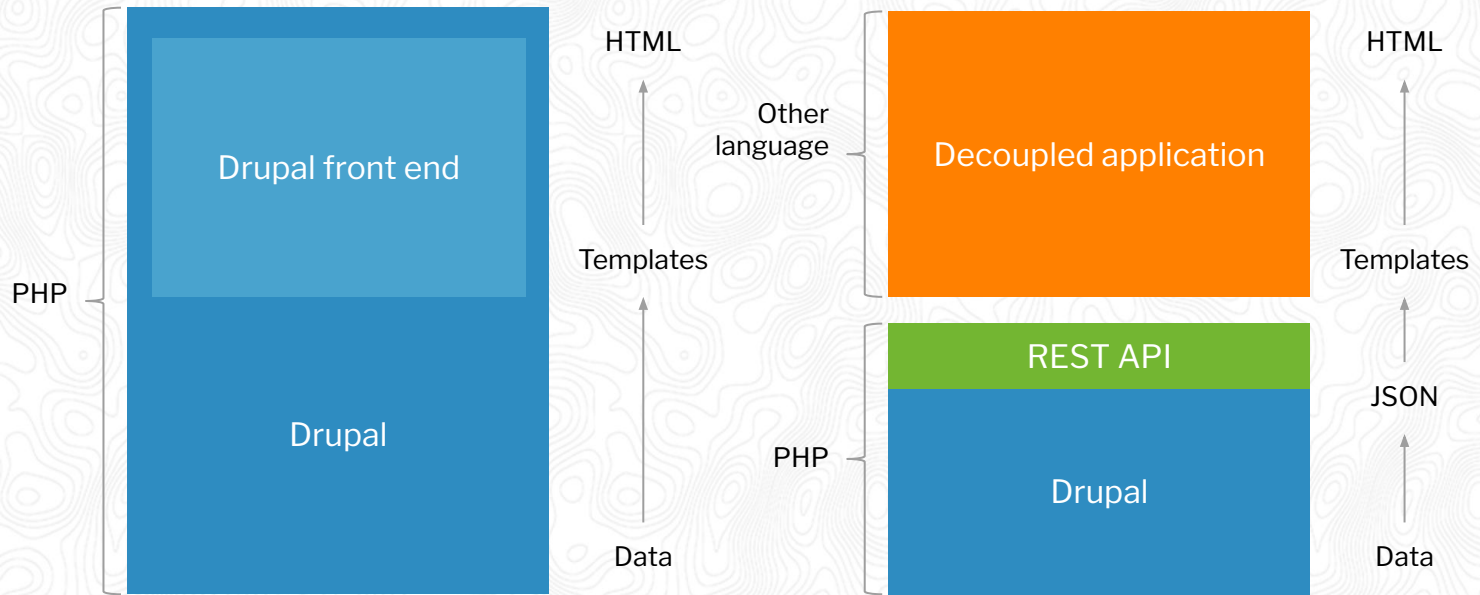 PHP
Drupal front end
Drupal
HTML
Templates
Data
Other
language
PHP
Decoupled application
REST API
Drupal
HTML
Templates
JSON
Data